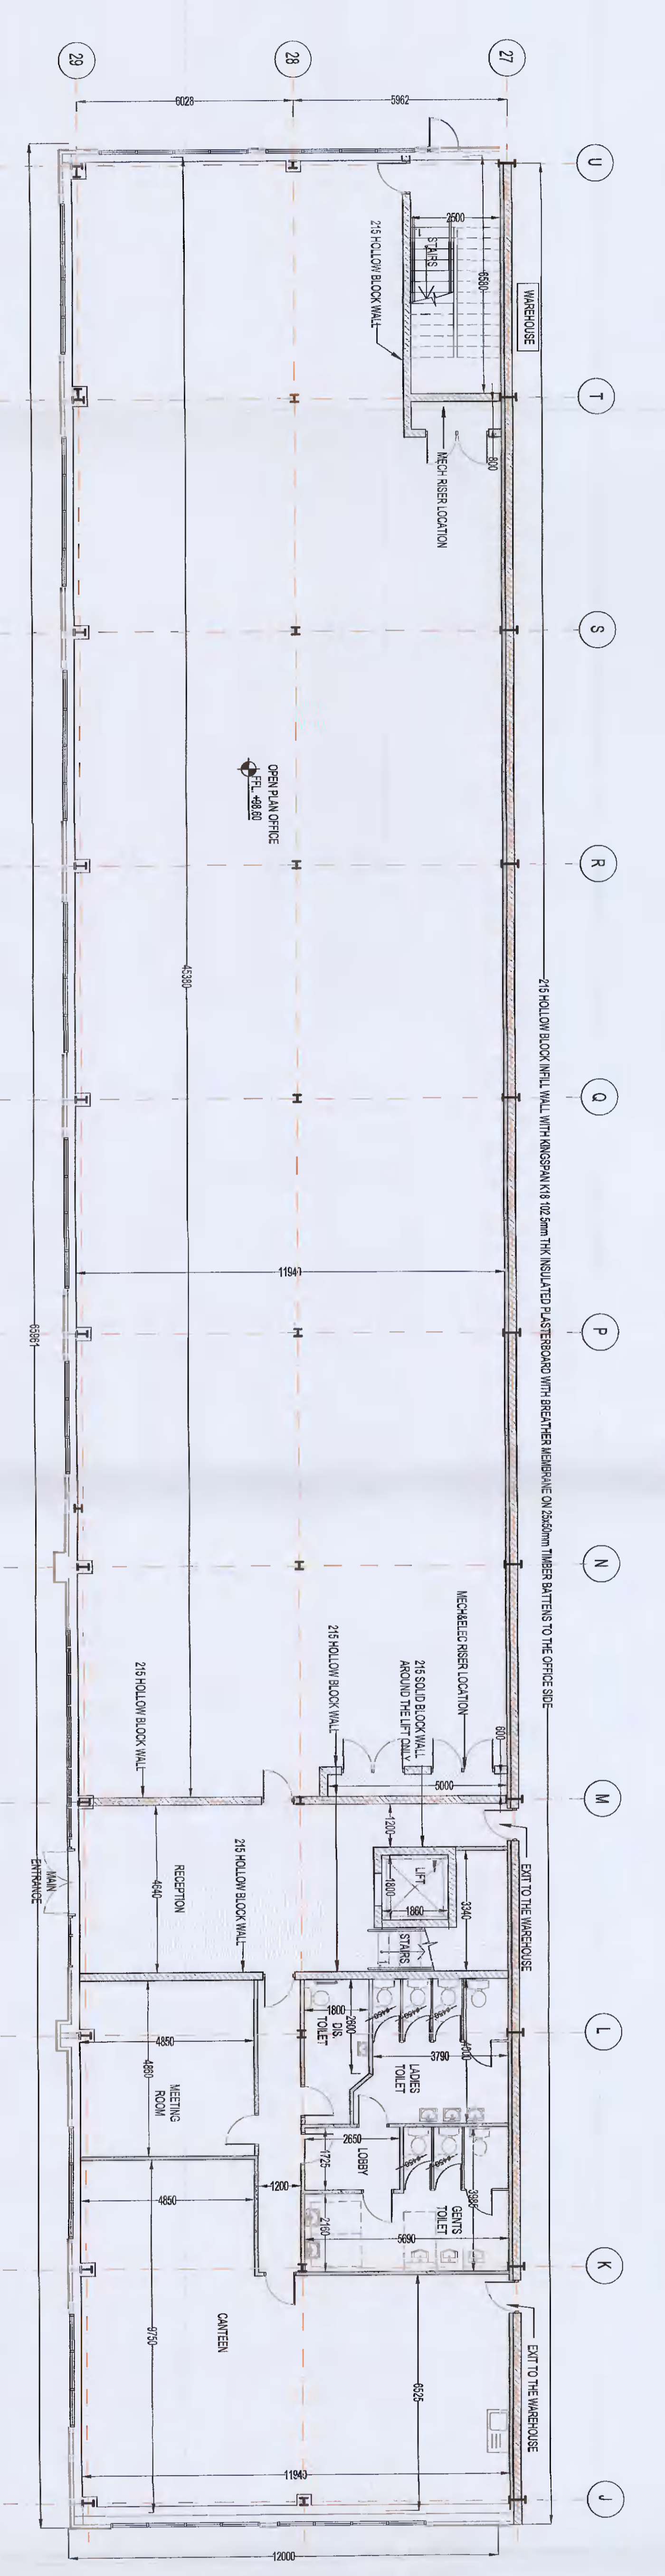 29
28
27
6028
5962
U
T
S
R
Q
P
N
M
L
K
J
WAREHOUSE
2500
STAIRS
6580
215 HOLLOW BLOCK WALL
800
MECH RISER LOCATION
OPEN PLAN OFFICE
FFL. +98.60
45380
215 HOLLOW BLOCK INFILL WALL WITH KINGSPAN K18 102.5mm THK INSULATED PLASTERBOARD WITH BREATHER MEMBRANE ON 25x50mm TIMBER BATTENS TO THE OFFICE SIDE
11940
65961
MECH&ELEC RISER LOCATION
215 SOLID BLOCK WALL
AROUND THE LIFT ONLY
215 HOLLOW BLOCK WALL
215 HOLLOW BLOCK WALL
600
5000
1200
EXIT TO THE WAREHOUSE
LIFT
1800
1860
3340
STAIRS
215 HOLLOW BLOCK WALL
RECEPTION
4640
MAIN
ENTRANCE
1800
2600
DIS.
TOILET
3790
LADIES
TOILET
4850
4860
MEETING
ROOM
2650
1725
LOBBY
1200
GENTS
TOILET
3985
5690
2160
4850
CANTEEN
9750
6525
EXIT TO THE WAREHOUSE
11940
12000